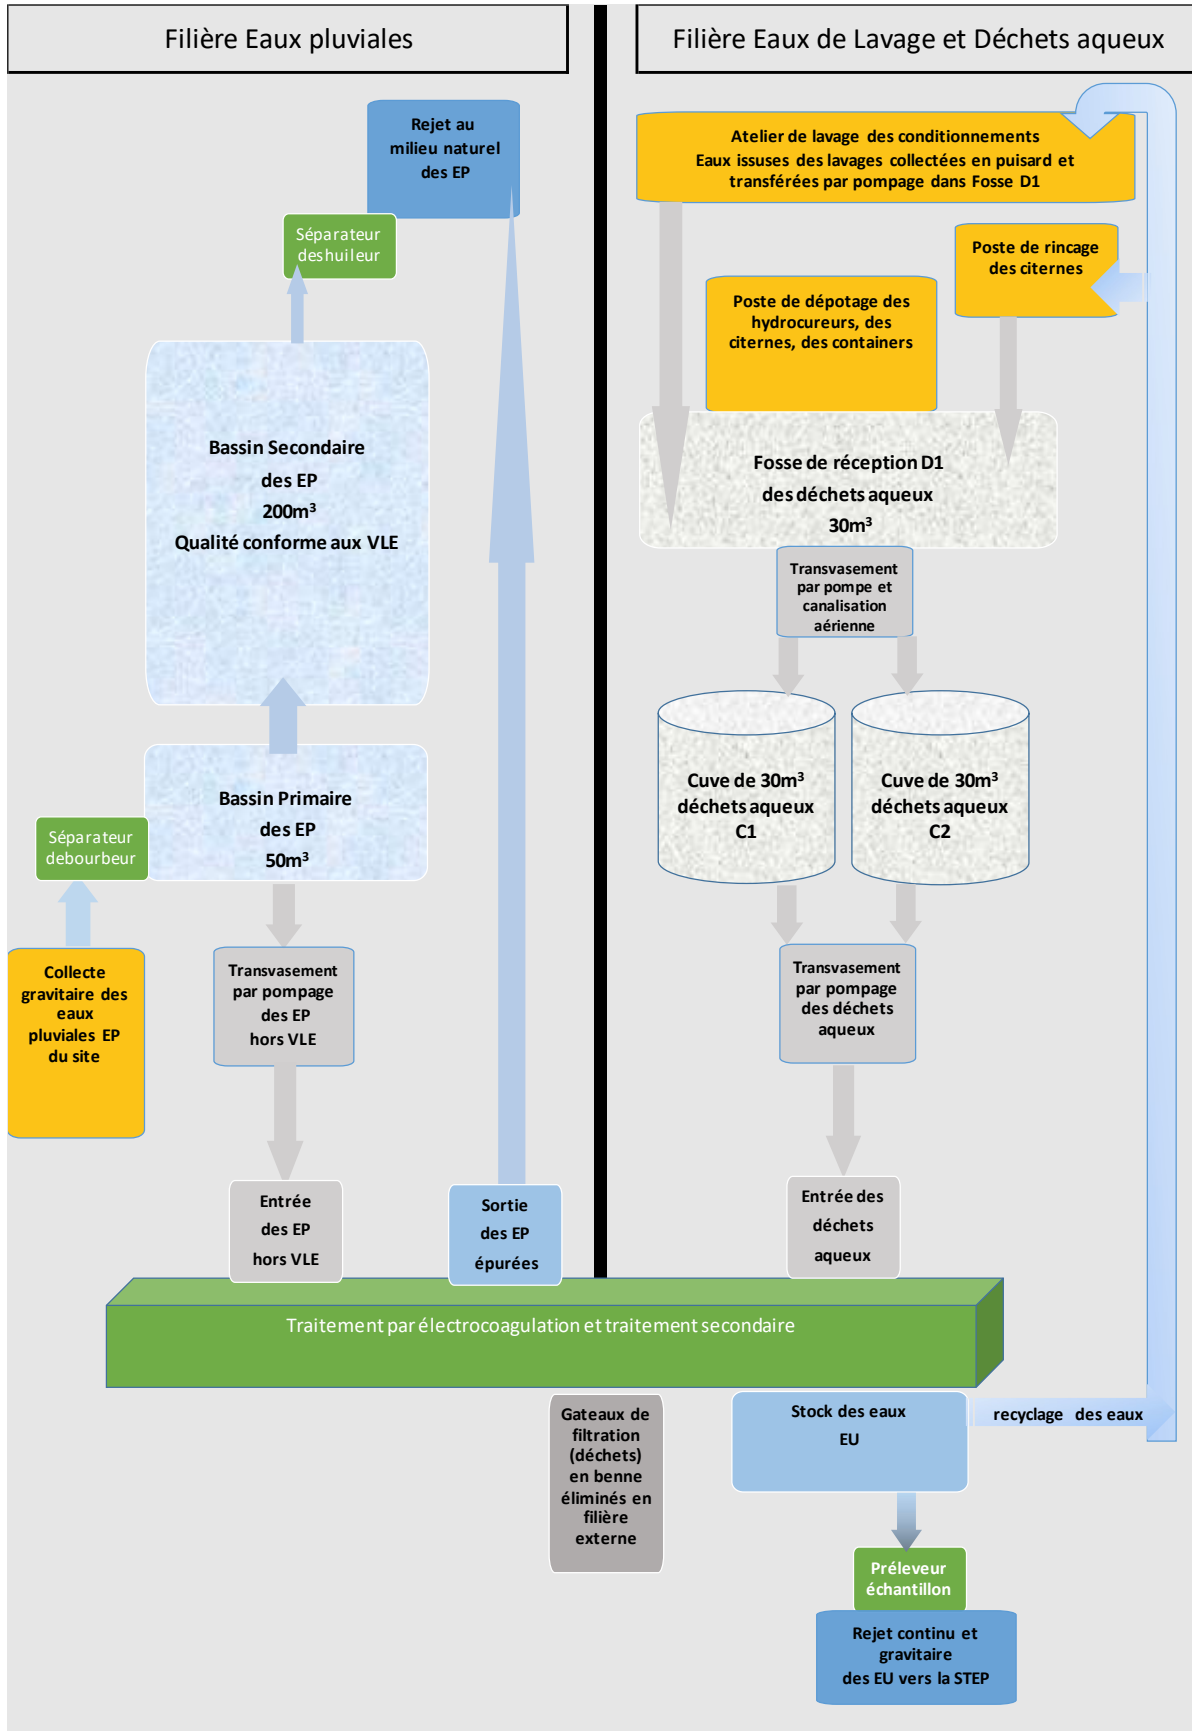 Filière Eaux pluviales
Rejet au
milieu naturel
des EP
Séparateur
deshuileur
Bassin Secondaire
des EP
200m³
Qualité conforme aux VLE
Bassin Primaire
des EP
50m³
Séparateur
debourbeur
Collecte
gravitaire des
eaux
pluviales EP
du site
Transvasement
par pompage
des EP
hors VLE
Entrée
des EP
hors VLE
Sortie
des EP
épurées
Filière Eaux de Lavage et Déchets aqueux
Atelier de lavage des conditionnements
Eaux issuses des lavages collectées en puisard et
transférées par pompage dans Fosse D1
Poste de rincage
des citernes
Poste de dépotage des
hydrocureurs, des
citernes, des containers
Fosse de réception D1
des déchets aqueux
30m³
Transvasement
par pompe et
canalisation
aérienne
Cuve de 30m³
déchets aqueux
C1
Cuve de 30m³
déchets aqueux
C2
Transvasement
par pompage
des déchets
aqueux
Entrée des
déchets
aqueux
Traitement par électrocoagulation et traitement secondaire
Gateaux de
filtration
(déchets)
en benne
éliminés en
filière
externe
Stock des eaux
EU
recyclage des eaux
Préleveur
échantillon
Rejet continu et
gravitaire
des EU vers la STEP